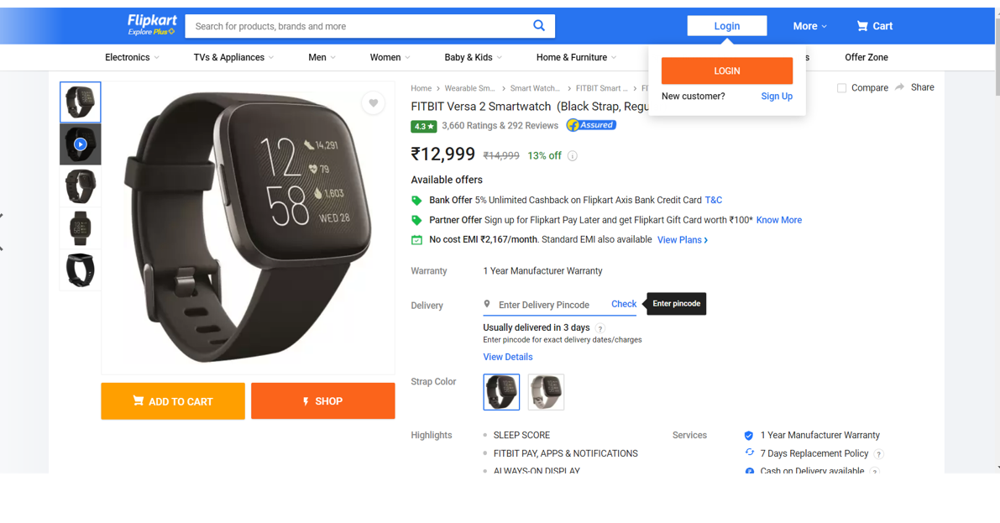 Flipkart
Explore Plus
Search for products, brands and more
Login
More
Cart
Electronics
TVs & Appliances
Men
Women
Baby & Kids
Home & Furniture
s
Offer Zone
LOGIN
New customer? Sign Up
Home > Wearable Sm... > Smart Watch... > FITBIT Smart ... > FI
Compare
Share
FITBIT Versa 2 Smartwatch (Black Strap, Regu
4.3 ★ 3,660 Ratings & 292 Reviews Assured
₹12,999 ₹14,999 13% off
Available offers
Bank Offer 5% Unlimited Cashback on Flipkart Axis Bank Credit Card T&C
Partner Offer Sign up for Flipkart Pay Later and get Flipkart Gift Card worth ₹100* Know More
No cost EMI ₹2,167/month. Standard EMI also available View Plans >
12
58
14,291
79
1,603
WED 28
Warranty 1 Year Manufacturer Warranty
Delivery Enter Delivery Pincode Check Enter pincode
Usually delivered in 3 days ?
Enter pincode for exact delivery dates/charges
View Details
Strap Color
ADD TO CART
SHOP
Highlights
SLEEP SCORE
FITBIT PAY, APPS & NOTIFICATIONS
ALWAYS-ON DISPLAY
Services
1 Year Manufacturer Warranty
7 Days Replacement Policy ?
Cash on Delivery available ?